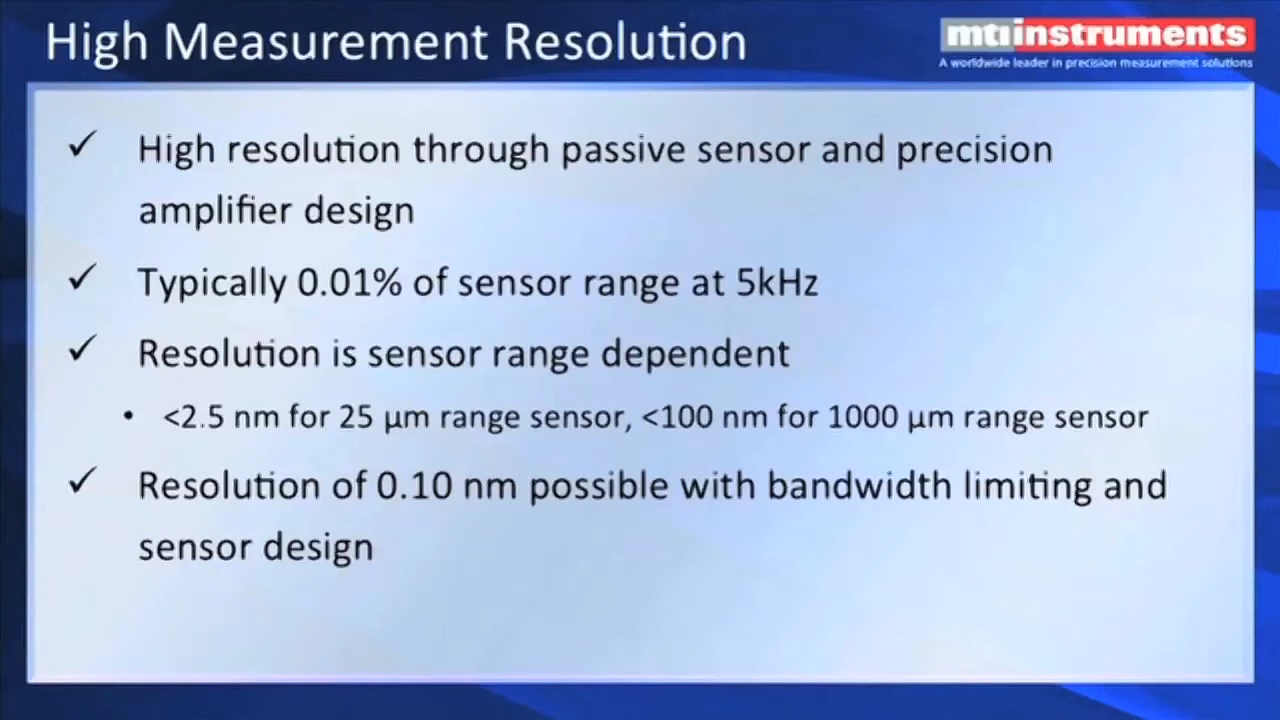 High Measurement Resolution
mtiinstruments
A worldwide leader in precision measurement solutions
✓ High resolution through passive sensor and precision
amplifier design
✓ Typically 0.01% of sensor range at 5kHz
✓ Resolution is sensor range dependent
• <2.5 nm for 25 µm range sensor, <100 nm for 1000 µm range sensor
✓ Resolution of 0.10 nm possible with bandwidth limiting and
sensor design